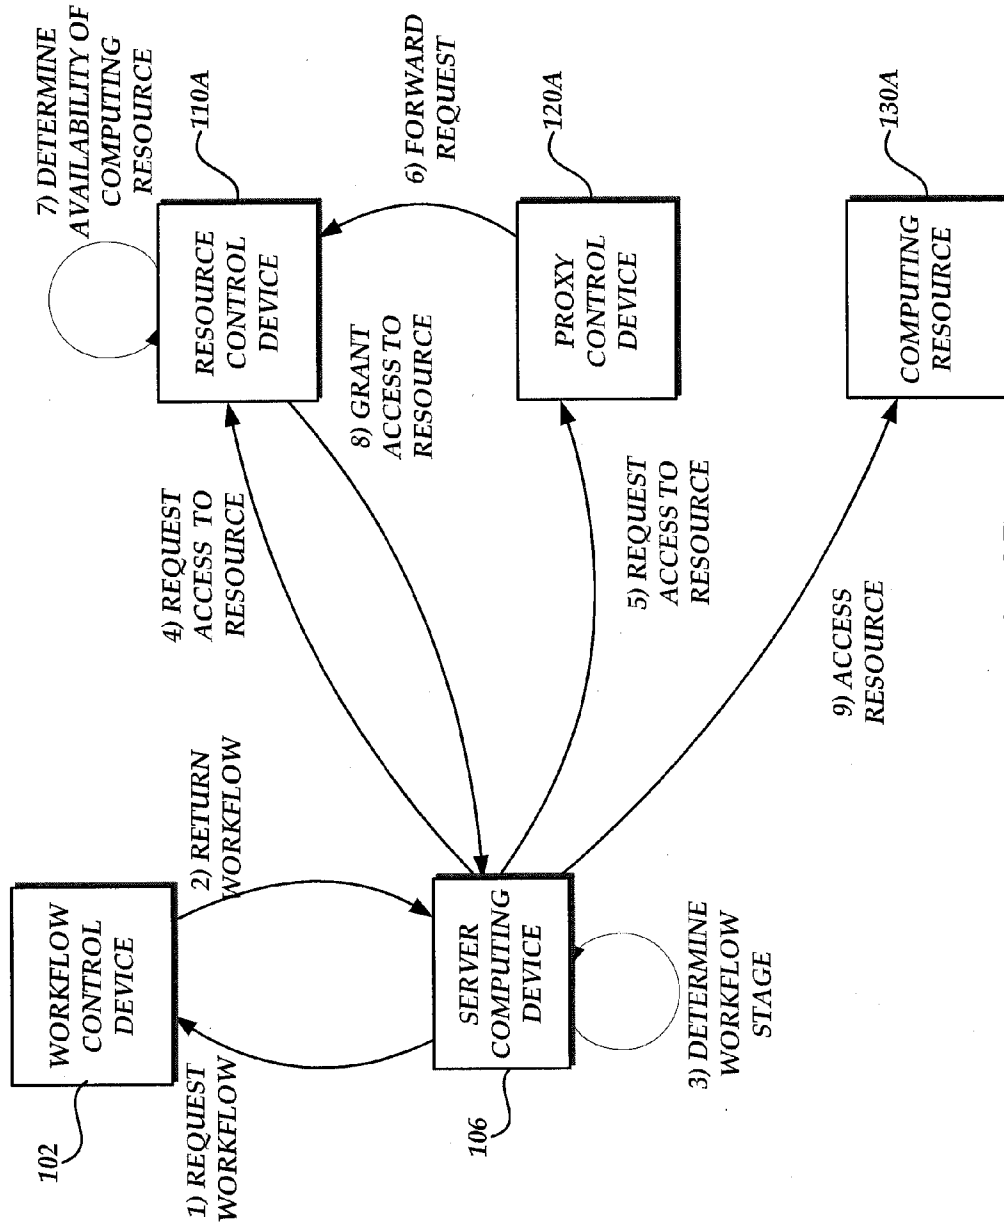 7) DETERMINE
AVAILABILITY OF
COMPUTING
RESOURCE
110A
RESOURCE
CONTROL
DEVICE
6) FORWARD
REQUEST
120A
PROXY
CONTROL
DEVICE
130A
COMPUTING
RESOURCE
4) REQUEST
ACCESS TO
RESOURCE
8) GRANT
ACCESS TO
RESOURCE
5) REQUEST
ACCESS TO
RESOURCE
9) ACCESS
RESOURCE
2) RETURN
WORKFLOW
WORKFLOW
CONTROL
DEVICE
102
1) REQUEST
WORKFLOW
SERVER
COMPUTING
DEVICE
106
3) DETERMINE
WORKFLOW
STAGE